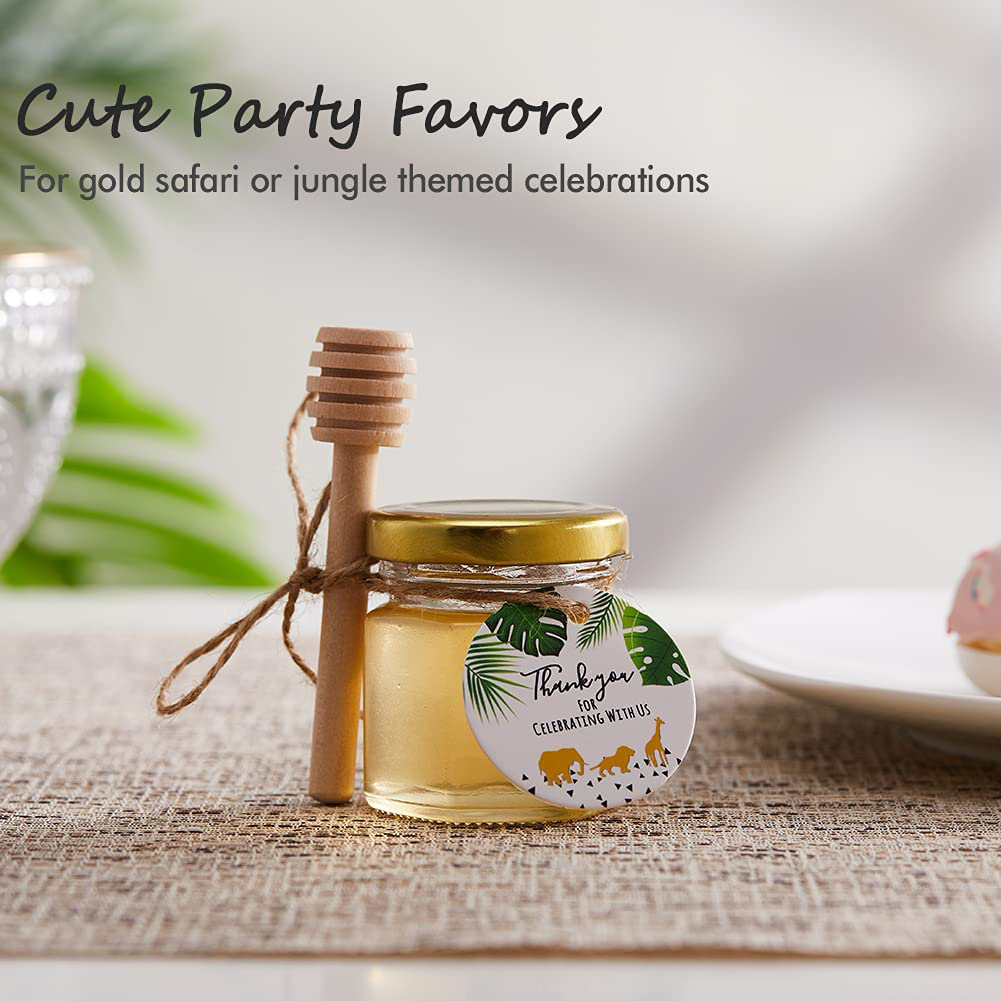 Cute Party Favors
For gold safari or jungle themed celebrations
Thank you
FOR
CELEBRATING WITH US